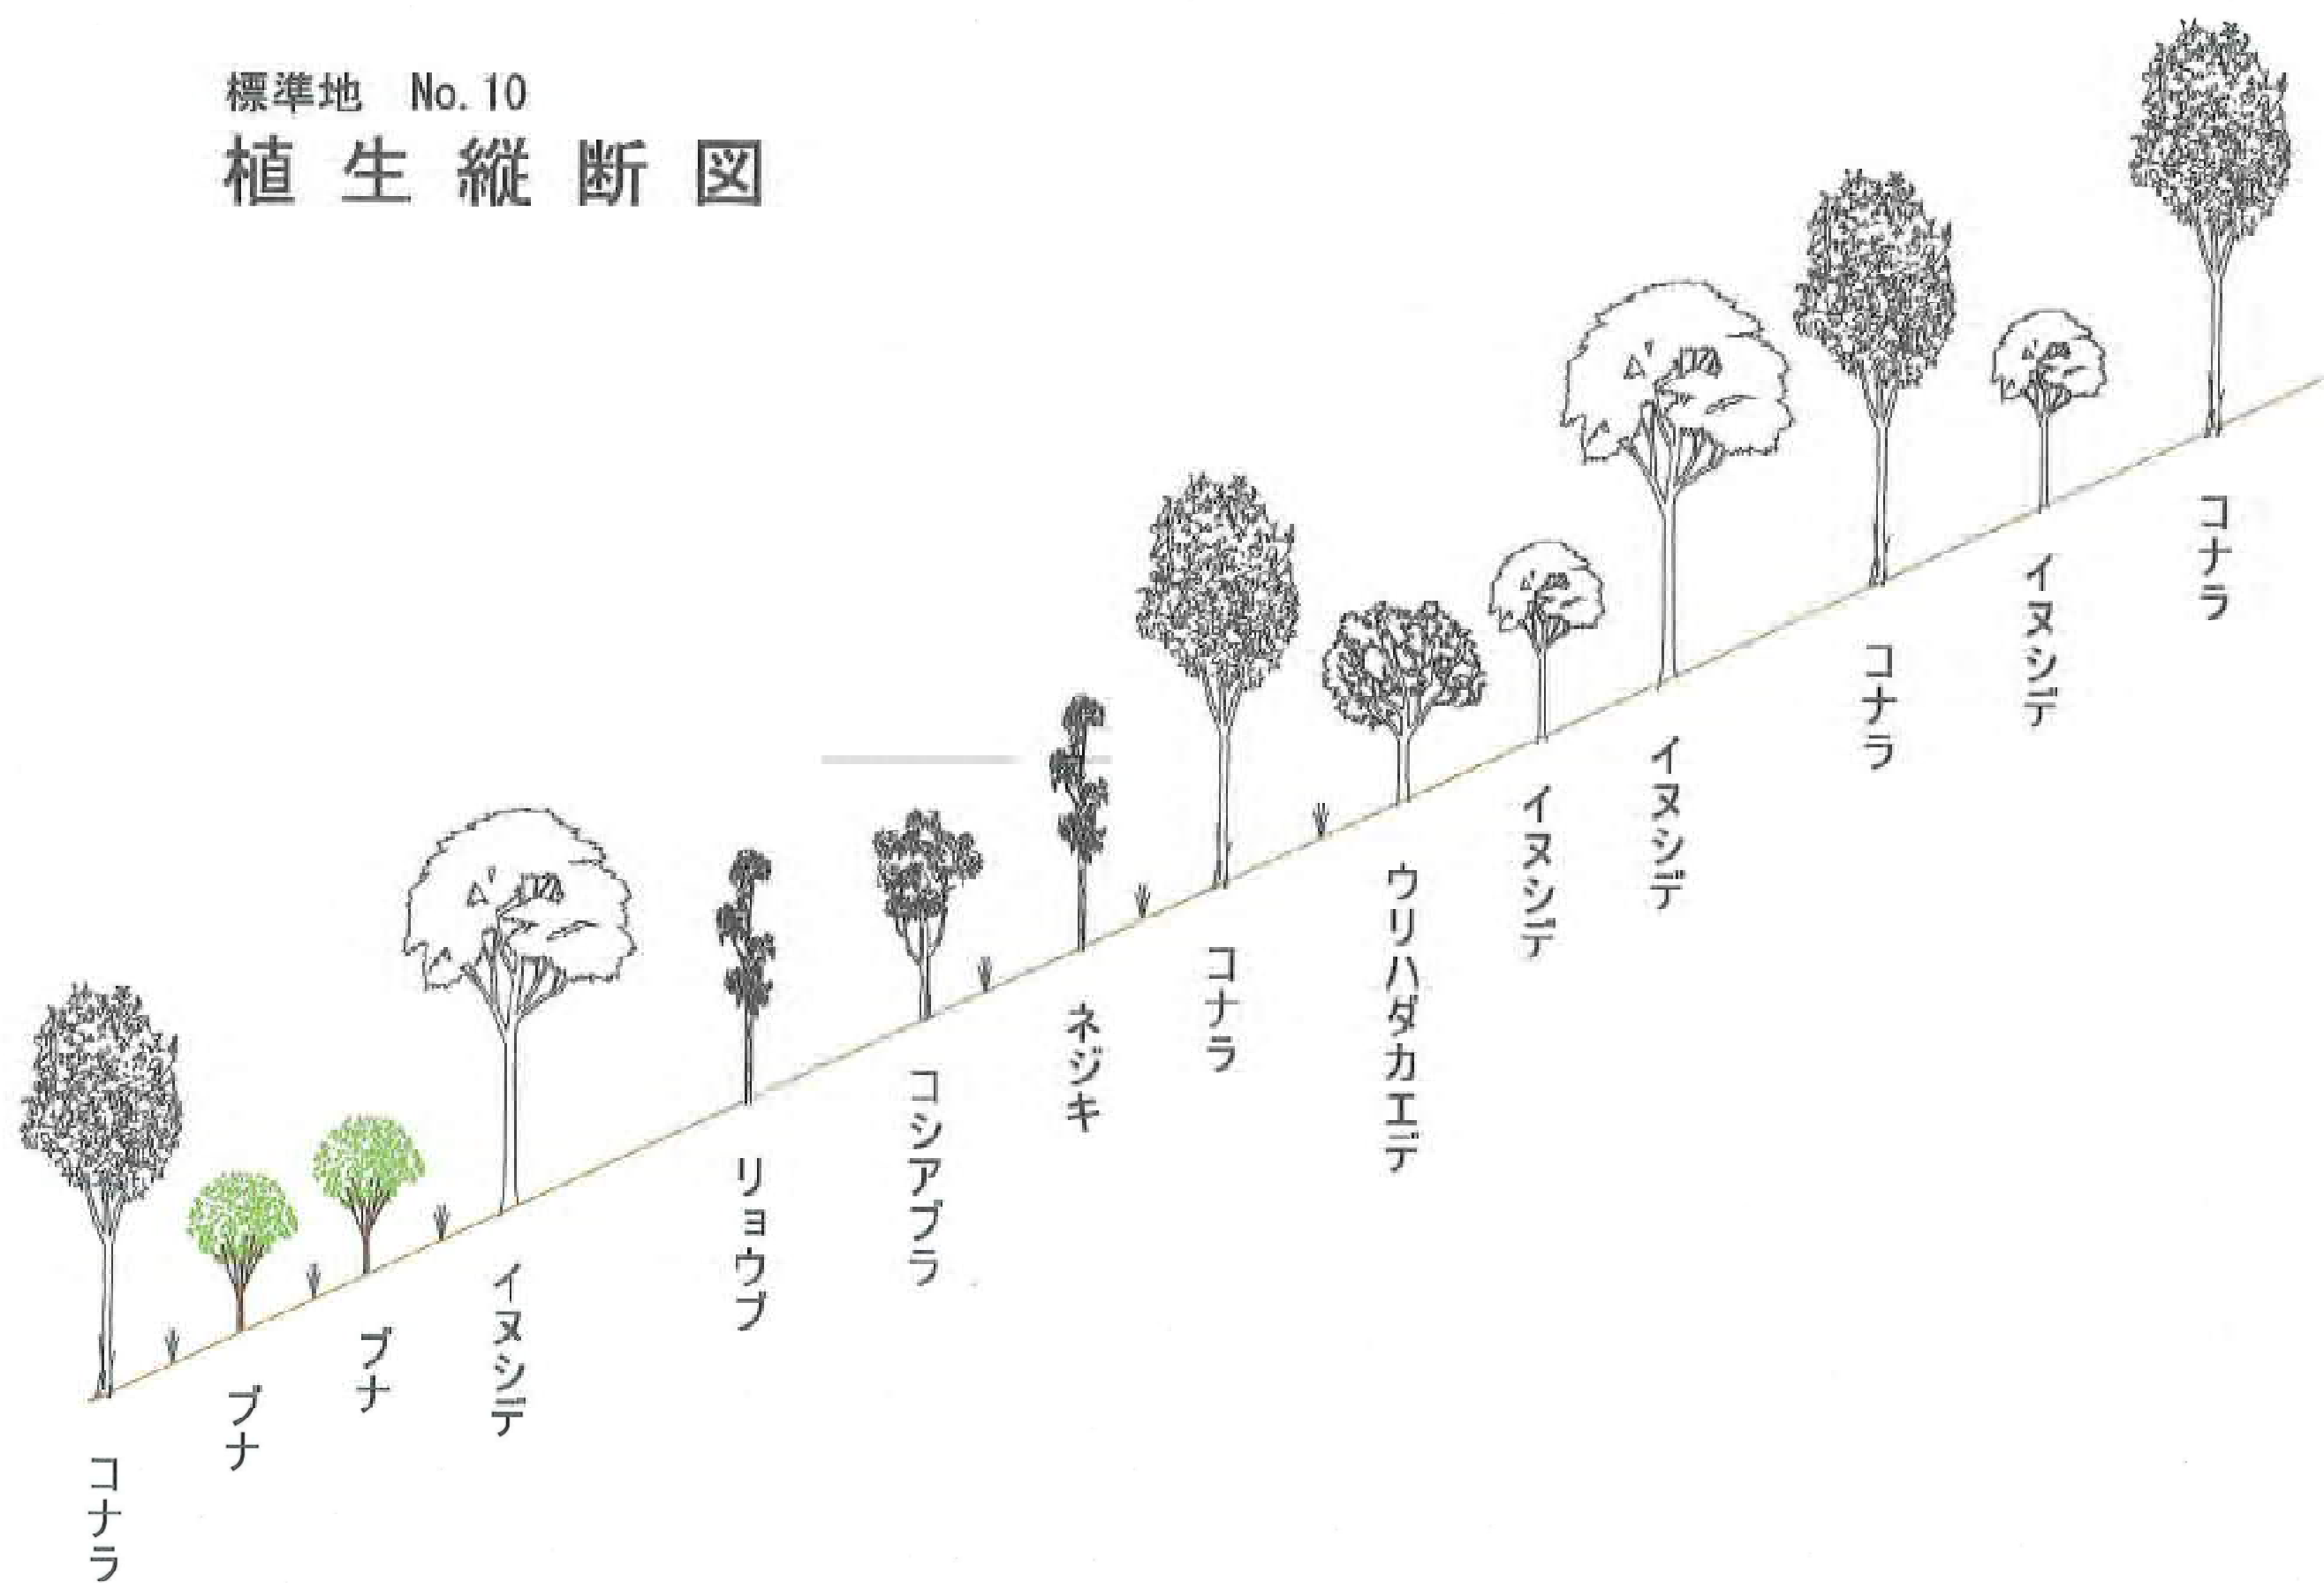 標準地 No.10
植生縦断図
コナラ
ブナ
ブナ
イヌシデ
リョウブ
コシアブラ
ネジキ
コナラ
ウリハダカエデ
イヌシデ
イヌシデ
コナラ
イヌシデ
コナラ